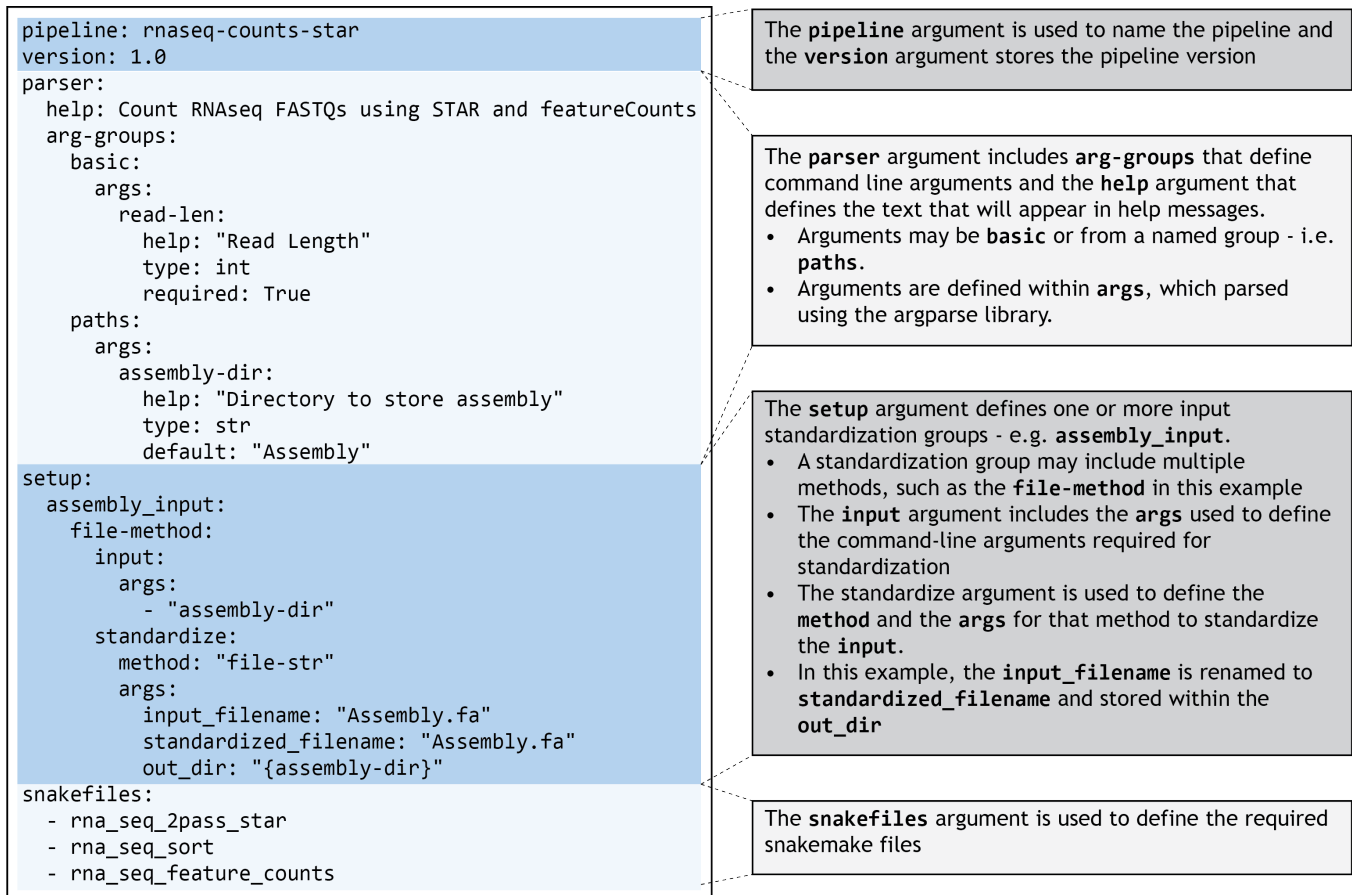 pipeline: rnaseq-counts-star
version: 1.0
parser:
  help: Count RNAseq FASTQs using STAR and featureCounts
  arg-groups:
    basic:
      args:
        read-len:
          help: "Read Length"
          type: int
          required: True
    paths:
      args:
        assembly-dir:
          help: "Directory to store assembly"
          type: str
          default: "Assembly"
setup:
  assembly_input:
    file-method:
      input:
        args:
          - "assembly-dir"
      standardize:
        method: "file-str"
        args:
          input_filename: "Assembly.fa"
          standardized_filename: "Assembly.fa"
          out_dir: "{assembly-dir}"
snakefiles:
  - rna_seq_2pass_star
  - rna_seq_sort
  - rna_seq_feature_counts
The pipeline argument is used to name the pipeline and
the version argument stores the pipeline version
The parser argument includes arg-groups that define
command line arguments and the help argument that
defines the text that will appear in help messages.
• Arguments may be basic or from a named group - i.e.
paths.
• Arguments are defined within args, which parsed
using the argparse library.
The setup argument defines one or more input
standardization groups - e.g. assembly_input.
• A standardization group may include multiple
methods, such as the file-method in this example
• The input argument includes the args used to define
the command-line arguments required for
standardization
• The standardize argument is used to define the
method and the args for that method to standardize
the input.
• In this example, the input_filename is renamed to
standardized_filename and stored within the
out_dir
The snakefiles argument is used to define the required
snakemake files